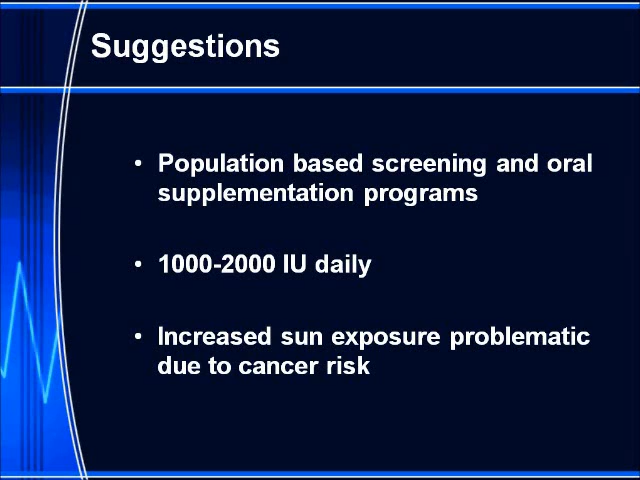 Suggestions
• Population based screening and oral
supplementation programs
• 1000-2000 IU daily
• Increased sun exposure problematic
due to cancer risk